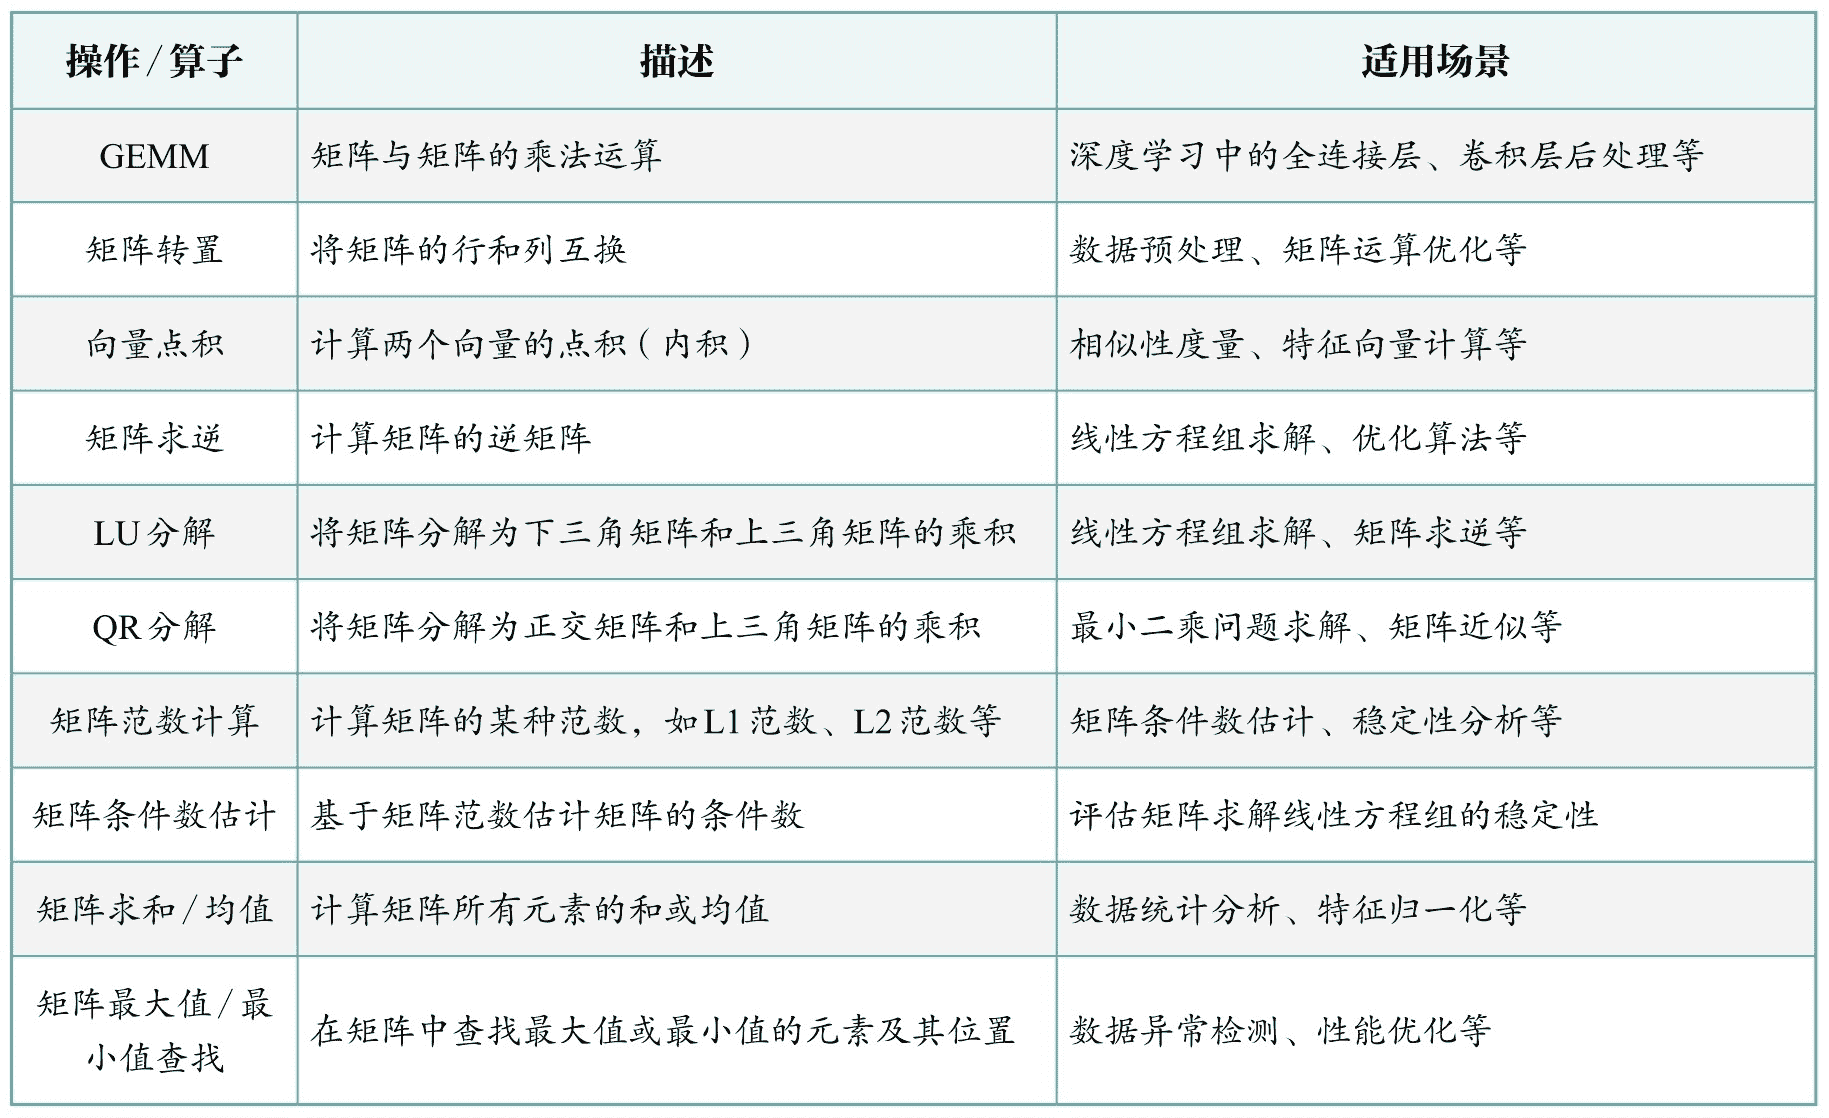 操作/算子 描述 适用场景
GEMM 矩阵与矩阵的乘法运算 深度学习中的全连接层、卷积层后处理等
矩阵转置 将矩阵的行和列互换 数据预处理、矩阵运算优化等
向量点积 计算两个向量的点积(内积) 相似性度量、特征向量计算等
矩阵求逆 计算矩阵的逆矩阵 线性方程组求解、优化算法等
LU分解 将矩阵分解为下三角矩阵和上三角矩阵的乘积 线性方程组求解、矩阵求逆等
QR分解 将矩阵分解为正交矩阵和上三角矩阵的乘积 最小二乘问题求解、矩阵近似等
矩阵范数计算 计算矩阵的某种范数，如L1范数、L2范数等 矩阵条件数估计、稳定性分析等
矩阵条件数估计 基于矩阵范数估计矩阵的条件数 评估矩阵求解线性方程组的稳定性
矩阵求和/均值 计算矩阵所有元素的和或均值 数据统计分析、特征归一化等
矩阵最大值/最
小值查找 在矩阵中查找最大值或最小值的元素及其位置 数据异常检测、性能优化等